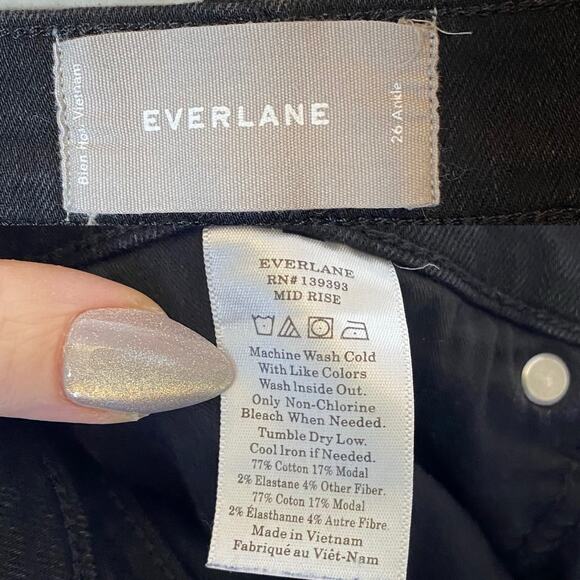 Bien Hoa Vietnam
EVERLANE
26 Ankle
EVERLANE
RN# 139393
MID RISE
Machine Wash Cold
With Like Colors
Wash Inside Out.
Only Non-Chlorine
Bleach When Needed.
Tumble Dry Low.
Cool Iron if Needed.
77% Cotton 17% Modal
2% Elastane 4% Other Fiber.
77% Coton 17% Modal
2% Élasthanne 4% Autre Fibre.
Made in Vietnam
Fabriqué au Viêt-Nam